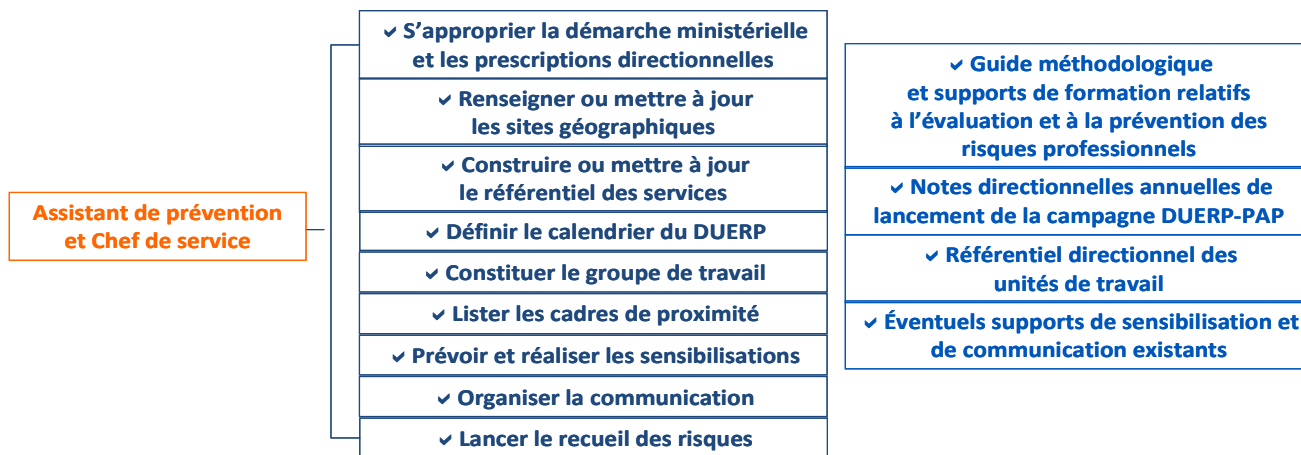 Assistant de prévention
et Chef de service
✓ S’approprier la démarche ministérielle
et les prescriptions directionnelles
✓ Renseigner ou mettre à jour
les sites géographiques
✓ Construire ou mettre à jour
le référentiel des services
✓ Définir le calendrier du DUERP
✓ Constituer le groupe de travail
✓ Lister les cadres de proximité
✓ Prévoir et réaliser les sensibilisations
✓ Organiser la communication
✓ Lancer le recueil des risques
✓ Guide méthodologique
et supports de formation relatifs
à l’évaluation et à la prévention des
risques professionnels
✓ Notes directionnelles annuelles de
lancement de la campagne DUERP-PAP
✓ Référentiel directionnel des
unités de travail
✓ Éventuels supports de sensibilisation et
de communication existants